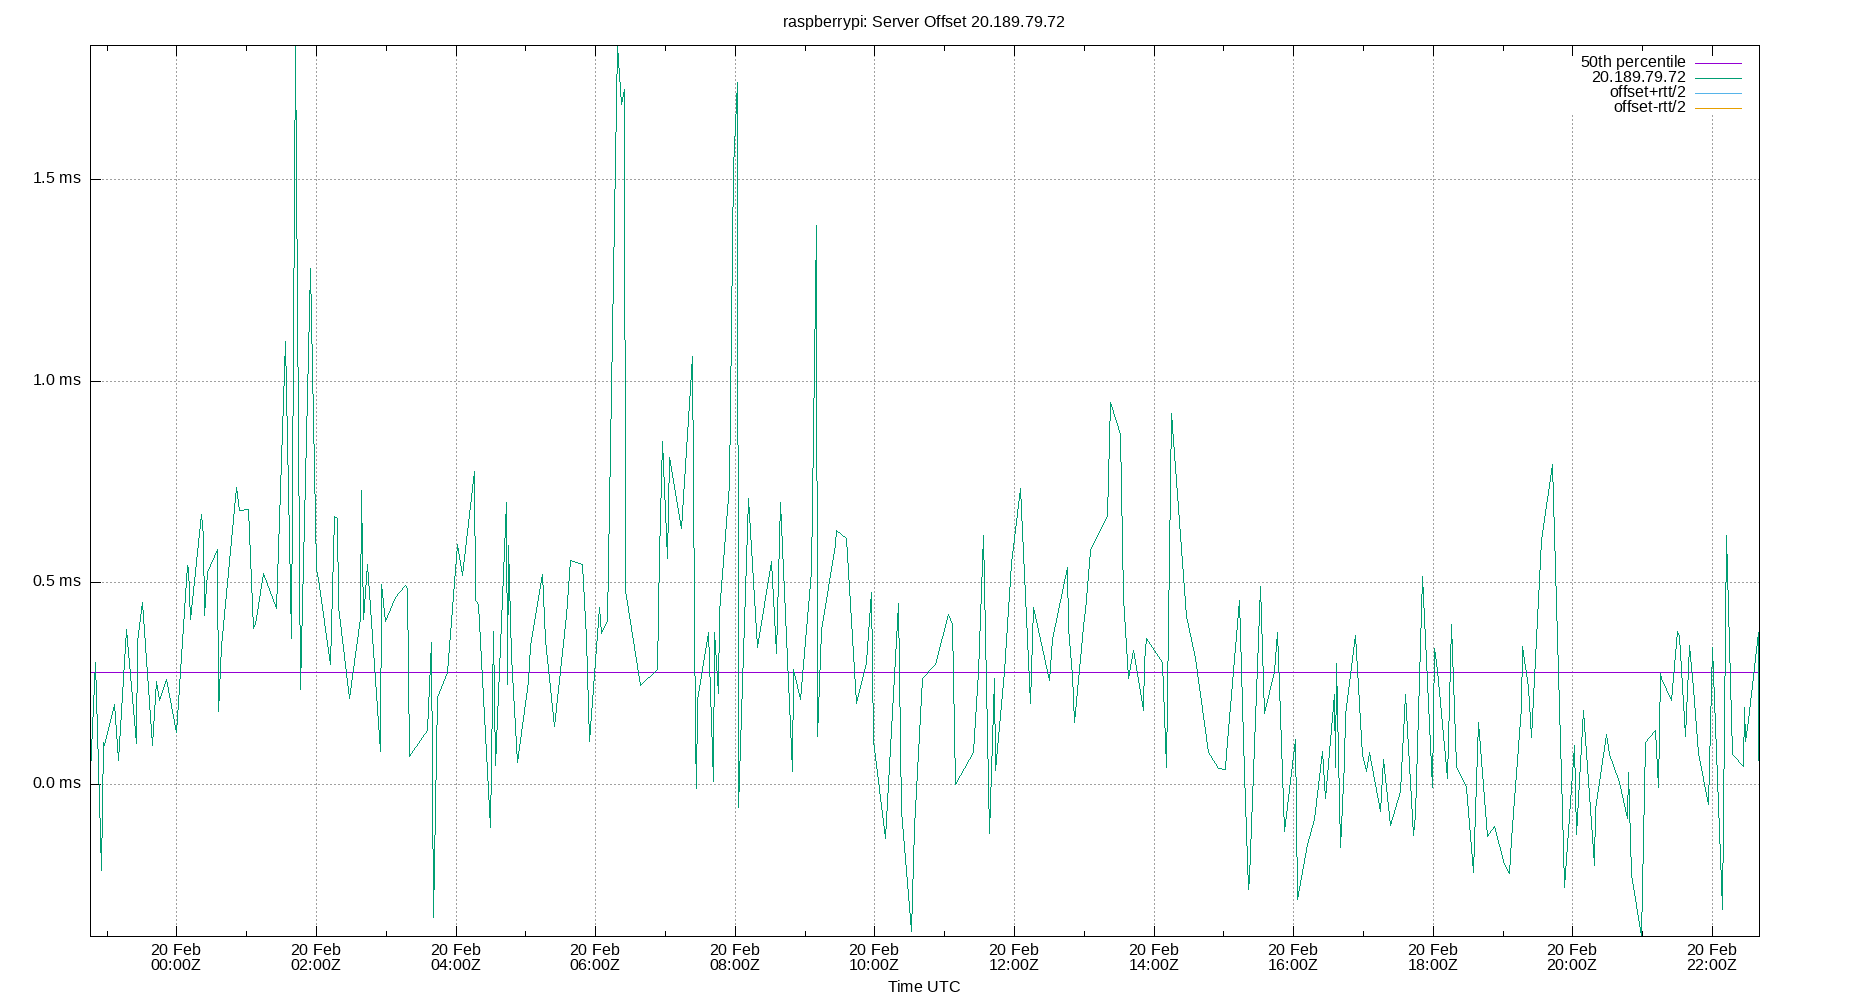 raspberrypi: Server Offset 20.189.79.72
50th percentile
20.189.79.72
offset+rtt/2
offset-rtt/2
1.5 ms
1.0 ms
0.5 ms
0.0 ms
20 Feb 20 Feb 20 Feb 20 Feb 20 Feb 20 Feb 20 Feb 20 Feb 20 Feb 20 Feb 20 Feb 20 Feb
00:00Z 02:00Z 04:00Z 06:00Z 08:00Z 10:00Z 12:00Z 14:00Z 16:00Z 18:00Z 20:00Z 22:00Z
Time UTC